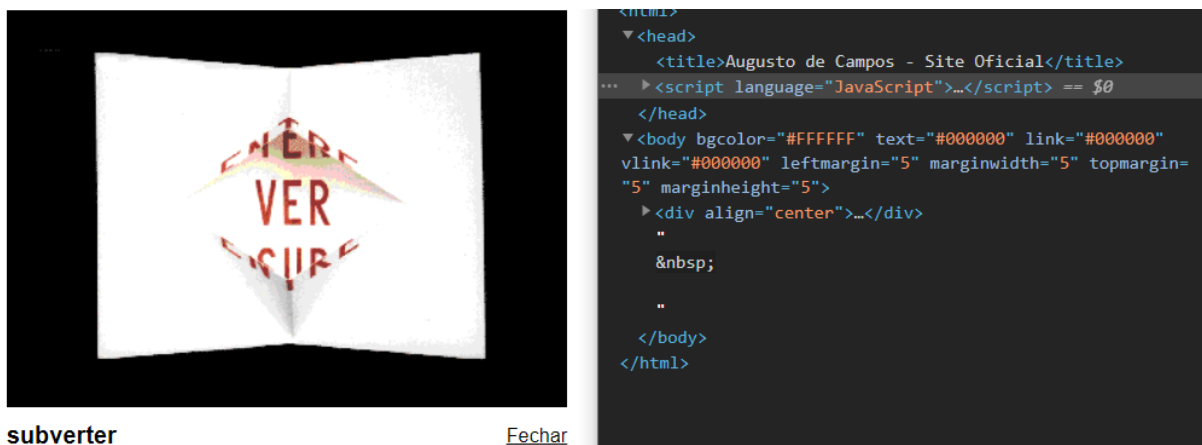 VER
subverter
Fechar
<html>
▼<head>
<title>Augusto de Campos - Site Oficial</title>
▶<script language="JavaScript">…</script> == $0
</head>
▼<body bgcolor="#FFFFFF" text="#000000" link="#000000"
vlink="#000000" leftmargin="5" marginwidth="5" topmargin=
"5" marginheight="5">
▶<div align="center">…</div>
"
&nbsp;
"
</body>
</html>